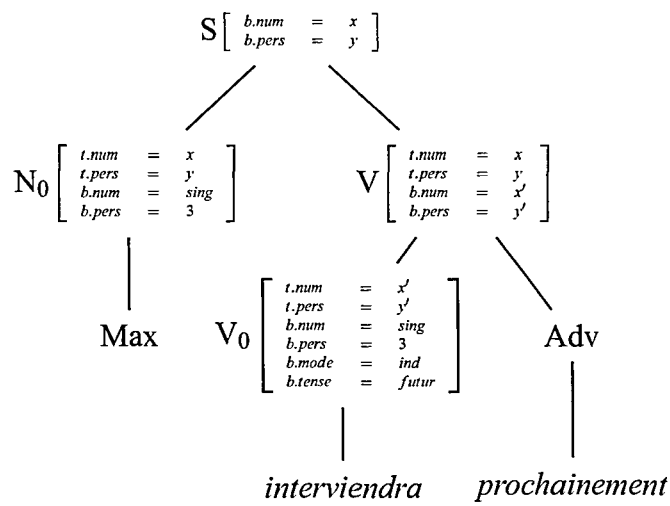 S [ b.num = x
b.pers = y ]
N₀ [ t.num = x
t.pers = y
b.num = sing
b.pers = 3 ]
V [ t.num = x
t.pers = y
b.num = x′
b.pers = y′ ]
Max
V₀ [ t.num = x′
t.pers = y′
b.num = sing
b.pers = 3
b.mode = ind
b.tense = futur ]
Adv
interviendra
prochainement